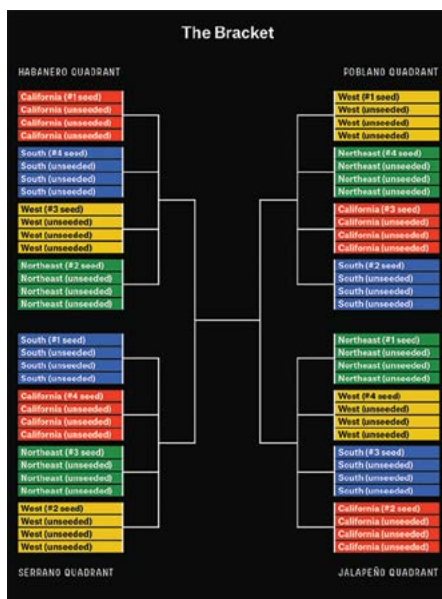 The Bracket
HABANERO QUADRANT
California (#1 seed)
California (unseeded)
California (unseeded)
California (unseeded)
South (#4 seed)
South (unseeded)
South (unseeded)
South (unseeded)
West (#3 seed)
West (unseeded)
West (unseeded)
West (unseeded)
Northeast (#2 seed)
Northeast (unseeded)
Northeast (unseeded)
Northeast (unseeded)
South (#1 seed)
South (unseeded)
South (unseeded)
South (unseeded)
California (#4 seed)
California (unseeded)
California (unseeded)
California (unseeded)
Northeast (#3 seed)
Northeast (unseeded)
Northeast (unseeded)
Northeast (unseeded)
West (#2 seed)
West (unseeded)
West (unseeded)
West (unseeded)
SERRANO QUADRANT
POBLANO QUADRANT
West (#1 seed)
West (unseeded)
West (unseeded)
West (unseeded)
Northeast (#4 seed)
Northeast (unseeded)
Northeast (unseeded)
Northeast (unseeded)
California (#3 seed)
California (unseeded)
California (unseeded)
California (unseeded)
South (#2 seed)
South (unseeded)
South (unseeded)
South (unseeded)
Northeast (#1 seed)
Northeast (unseeded)
Northeast (unseeded)
Northeast (unseeded)
West (#4 seed)
West (unseeded)
West (unseeded)
West (unseeded)
South (#3 seed)
South (unseeded)
South (unseeded)
South (unseeded)
California (#2 seed)
California (unseeded)
California (unseeded)
California (unseeded)
JALAPEÑO QUADRANT